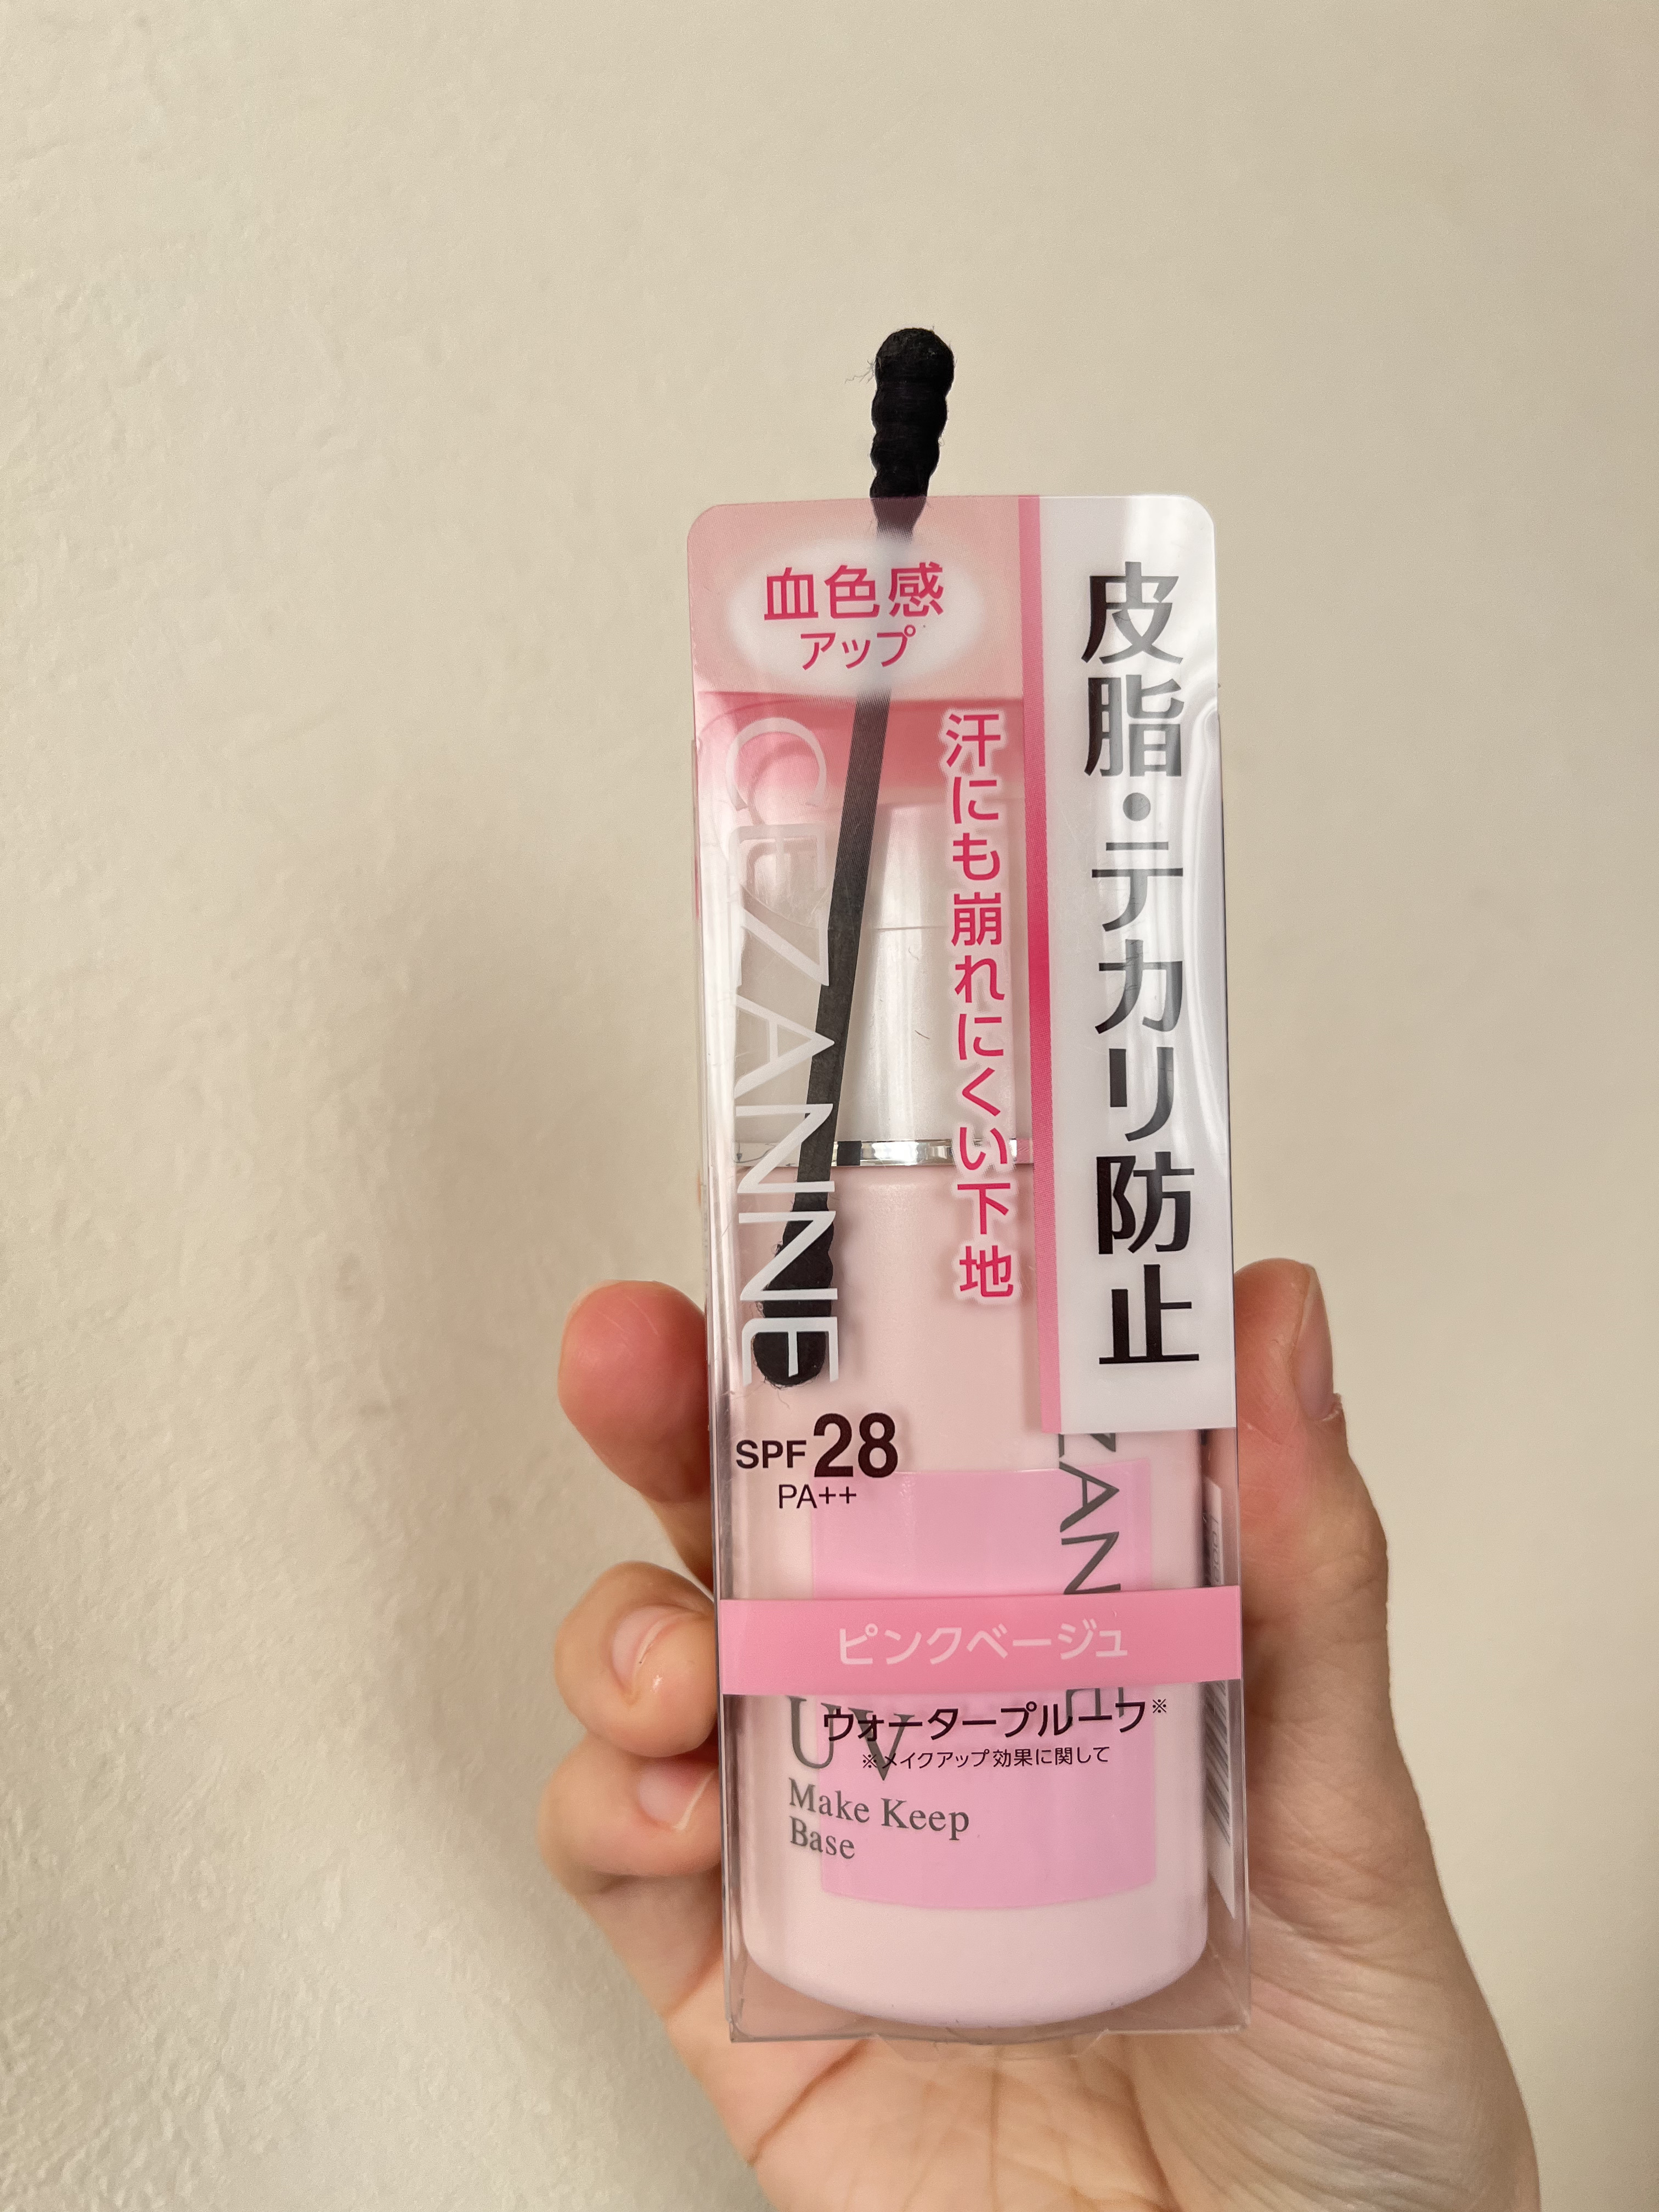 血色感
アップ
皮脂・テカリ防止
汗にも崩れにくい下地
CEZANNE
SPF28
PA++
ZANNE
ピンクベージュ
ウォータープルーフ※
※メイクアップ効果に関して
UV
Make Keep
Base